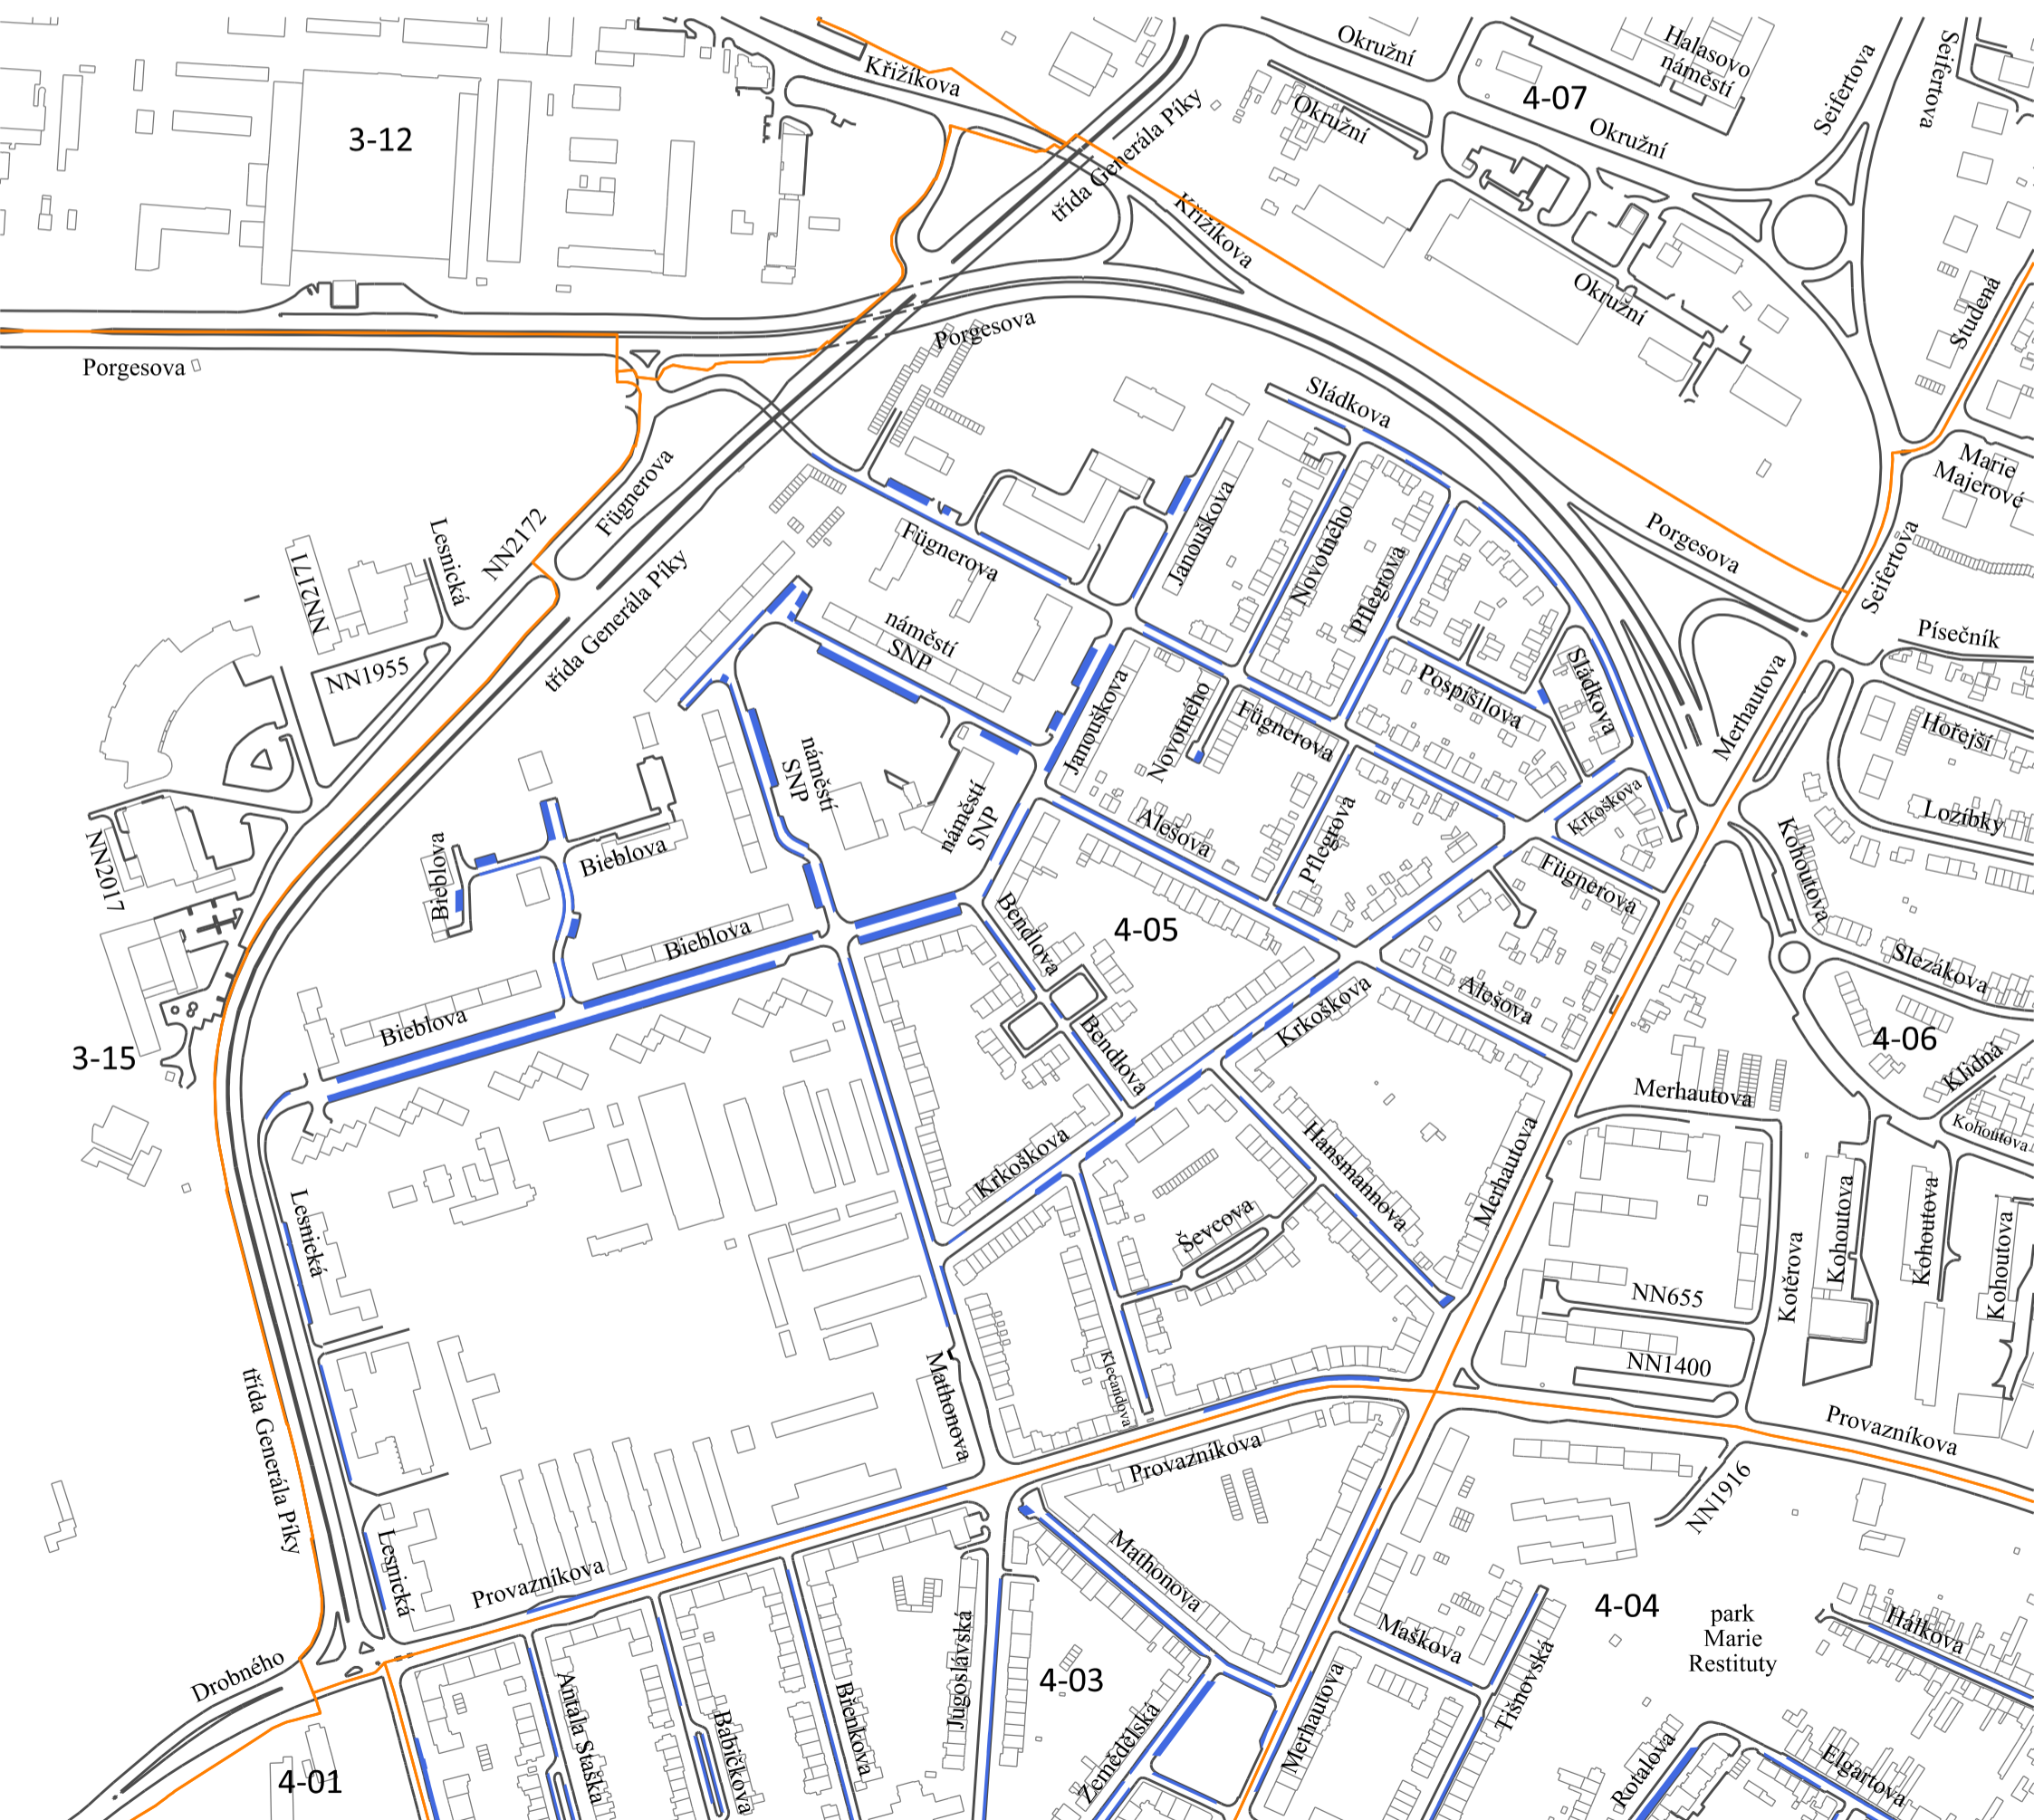 Křižíkova
Okružní
Halasovo
náměstí
Seifertova
Seifertova
3-12
4-07
Okružní
Okružní
třída Generála Píky
Křižíkova
Okružní
Studená
Porgesova
Porgesova
Sládkova
Marie
Majerové
Fügnerova
Lesnická
NN2172
Janouškova
Novotného
Pflegrova
Porgesova
Seifertova
NN2171
Fügnerova
třída Generála Píky
náměstí
SNP
Písečník
NN1955
Pospíšilova
Sládkova
Merhautova
Janouškova
Novotného
Fügnerova
Hořejší
náměstí
SNP
náměstí
SNP
Alešova
Pflegrova
Krkoškova
Lozíbky
NN2017
Bieblova
Bieblova
Kohoutova
Fügnerova
Bieblova
Bendlova
4-05
Slezákova
Bieblova
Krkoškova
Alešova
4-06
3-15
Bendlova
Klidná
Merhautova
Kohoutova
Krkoškova
Hansmannova
Merhautova
Lesnická
Ševcova
Kotěrova
Kohoutova
Kohoutova
Kohoutova
NN655
NN1400
Mathonova
Klecandova
třída Generála Píky
Provazníkova
Provazníkova
NN1916
Provazníkova
Lesnická
Mathonova
4-04
park
Marie
Restituty
Hálkova
Maškova
Drobného
Antala Staška
Babičkova
Břenkova
Jugoslávská
4-03
Zemědělská
Merhautova
Tišnovská
4-01
Rotalova
Elgartova